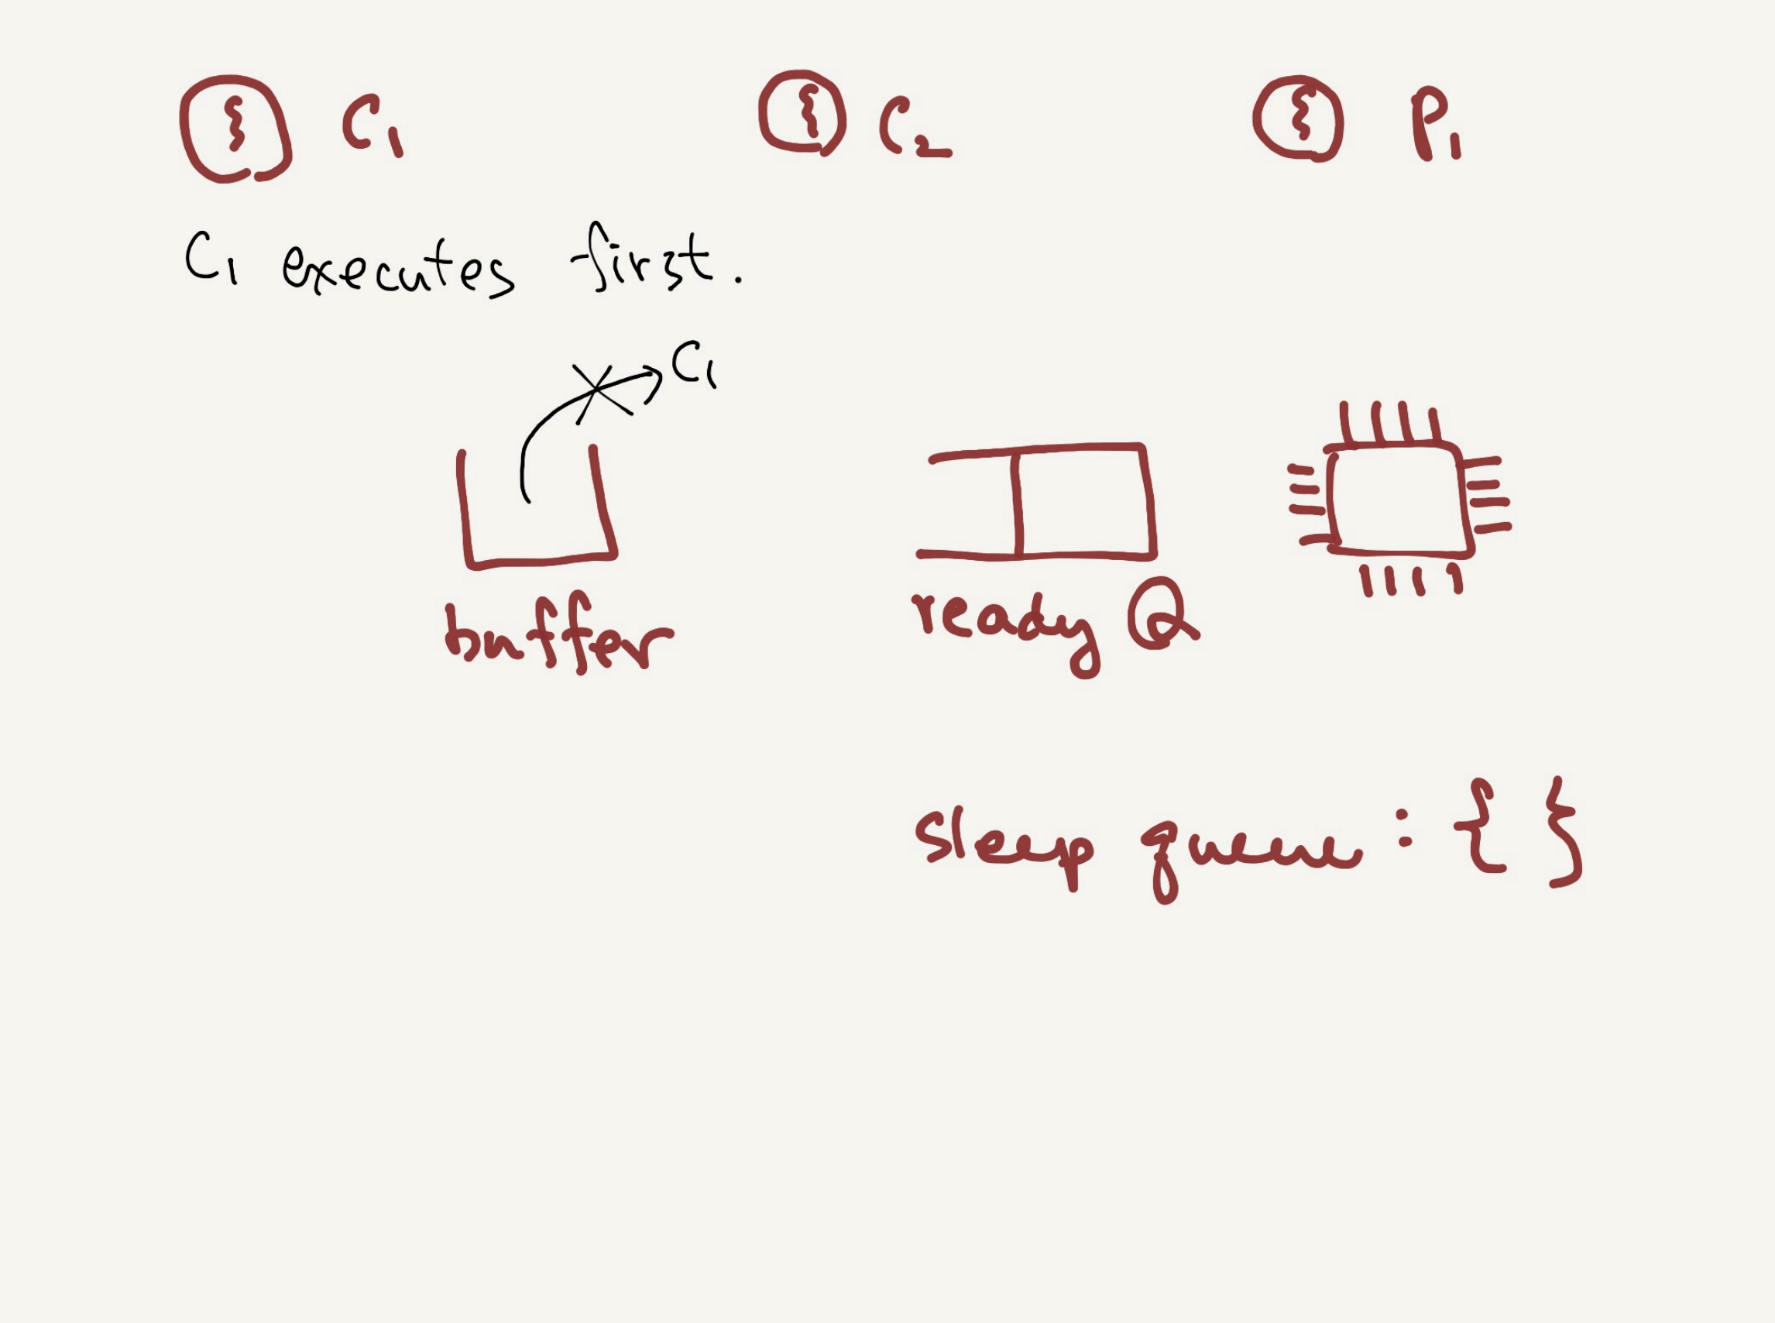 C1 C2 P1
C1 executes first.
C1
buffer
ready Q
sleep queue : { }